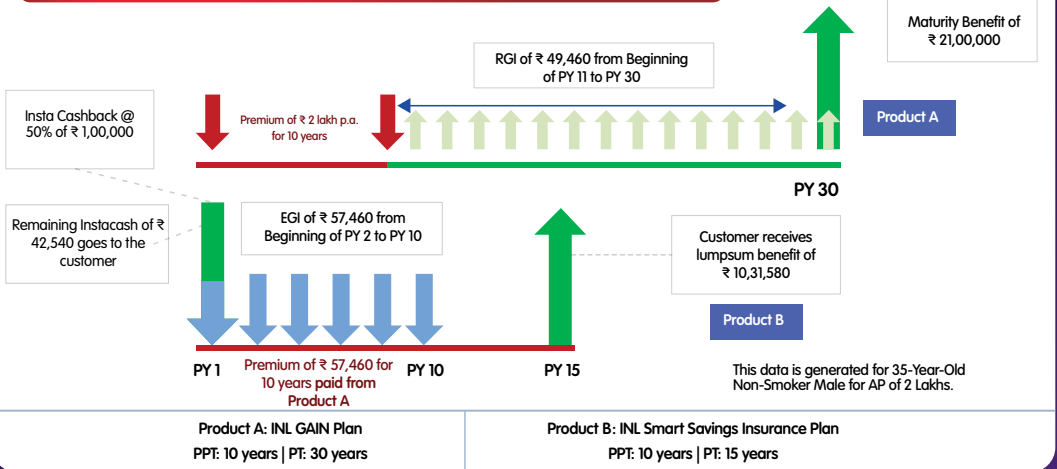 Maturity Benefit of
₹ 21,00,000
RGI of ₹ 49,460 from Beginning
of PY 11 to PY 30
Insta Cashback @
50% of ₹ 1,00,000
Premium of ₹ 2 lakh p.a.
for 10 years
Product A
PY 30
Remaining Instacash of ₹
42,540 goes to the
customer
EGI of ₹ 57,460 from
Beginning of PY 2 to PY 10
Customer receives
lumpsum benefit of
₹ 10,31,580
Product B
PY 1
Premium of ₹ 57,460 for
10 years paid from
Product A
PY 10
PY 15
This data is generated for 35-Year-Old
Non-Smoker Male for AP of 2 Lakhs.
Product A: INL GAIN Plan
PPT: 10 years | PT: 30 years
Product B: INL Smart Savings Insurance Plan
PPT: 10 years | PT: 15 years